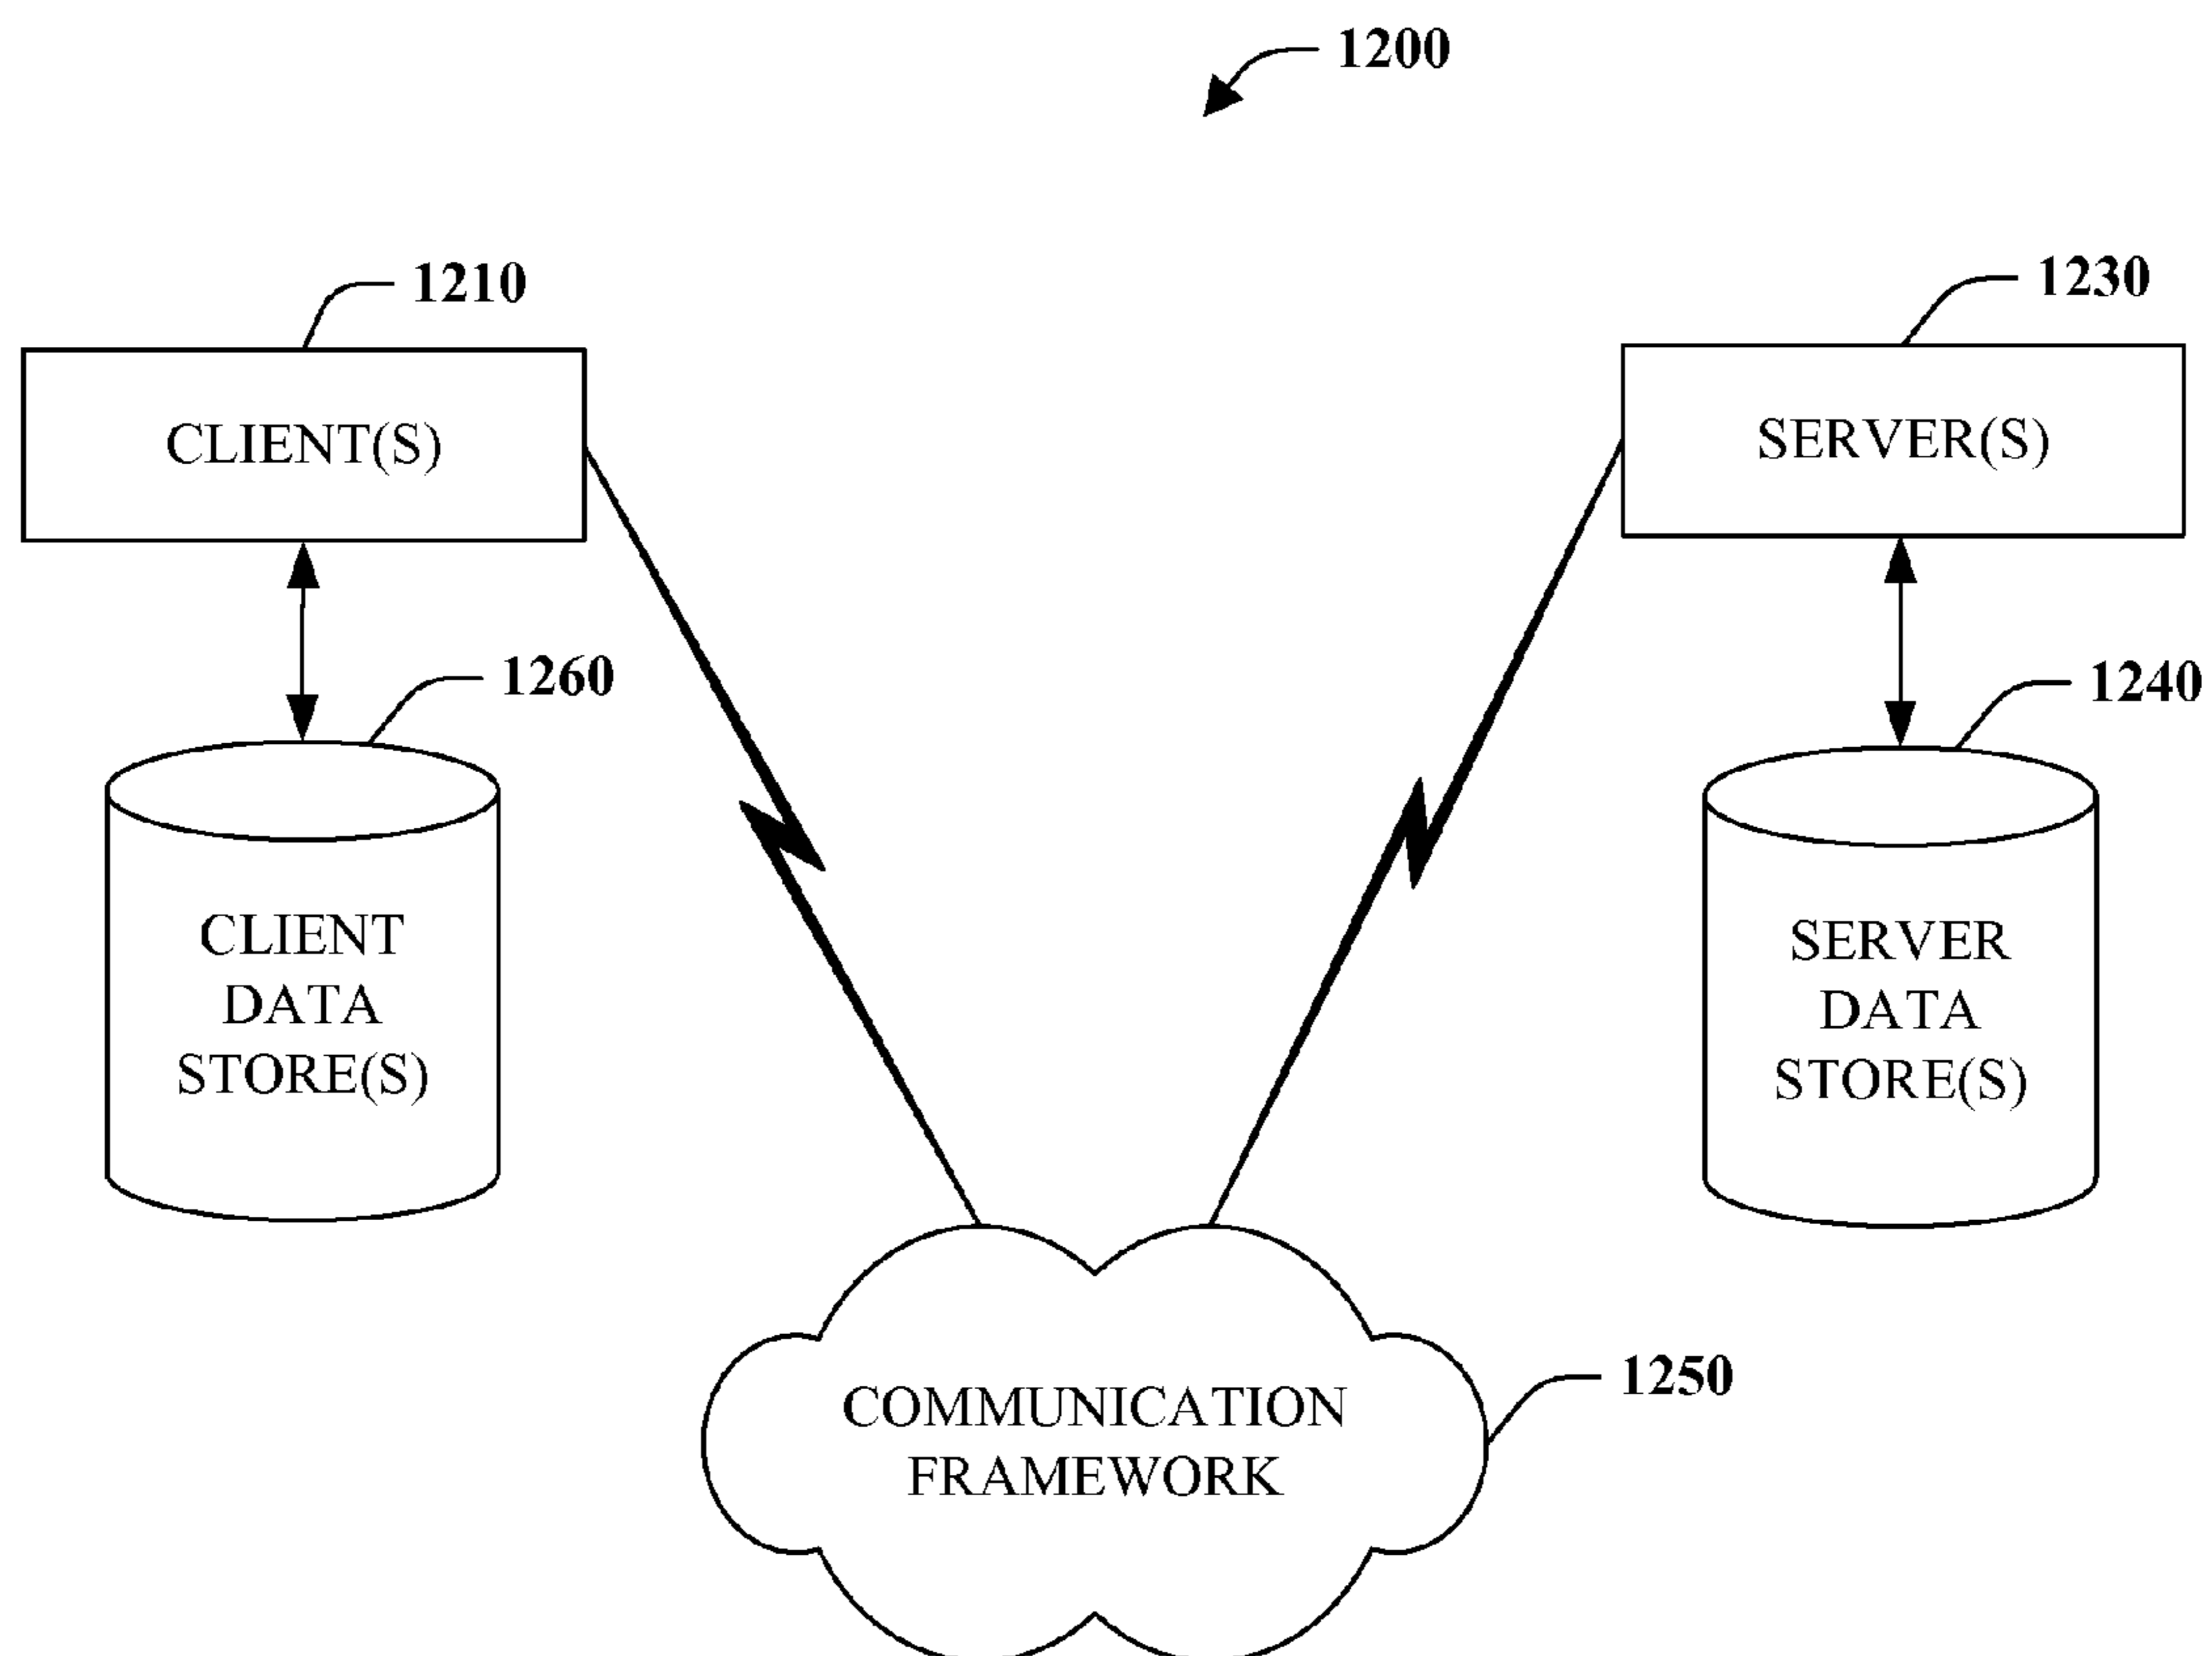 1200
1210
1230
CLIENT(S)
SERVER(S)
1260
1240
CLIENT
DATA
STORE(S)
SERVER
DATA
STORE(S)
1250
COMMUNICATION
FRAMEWORK